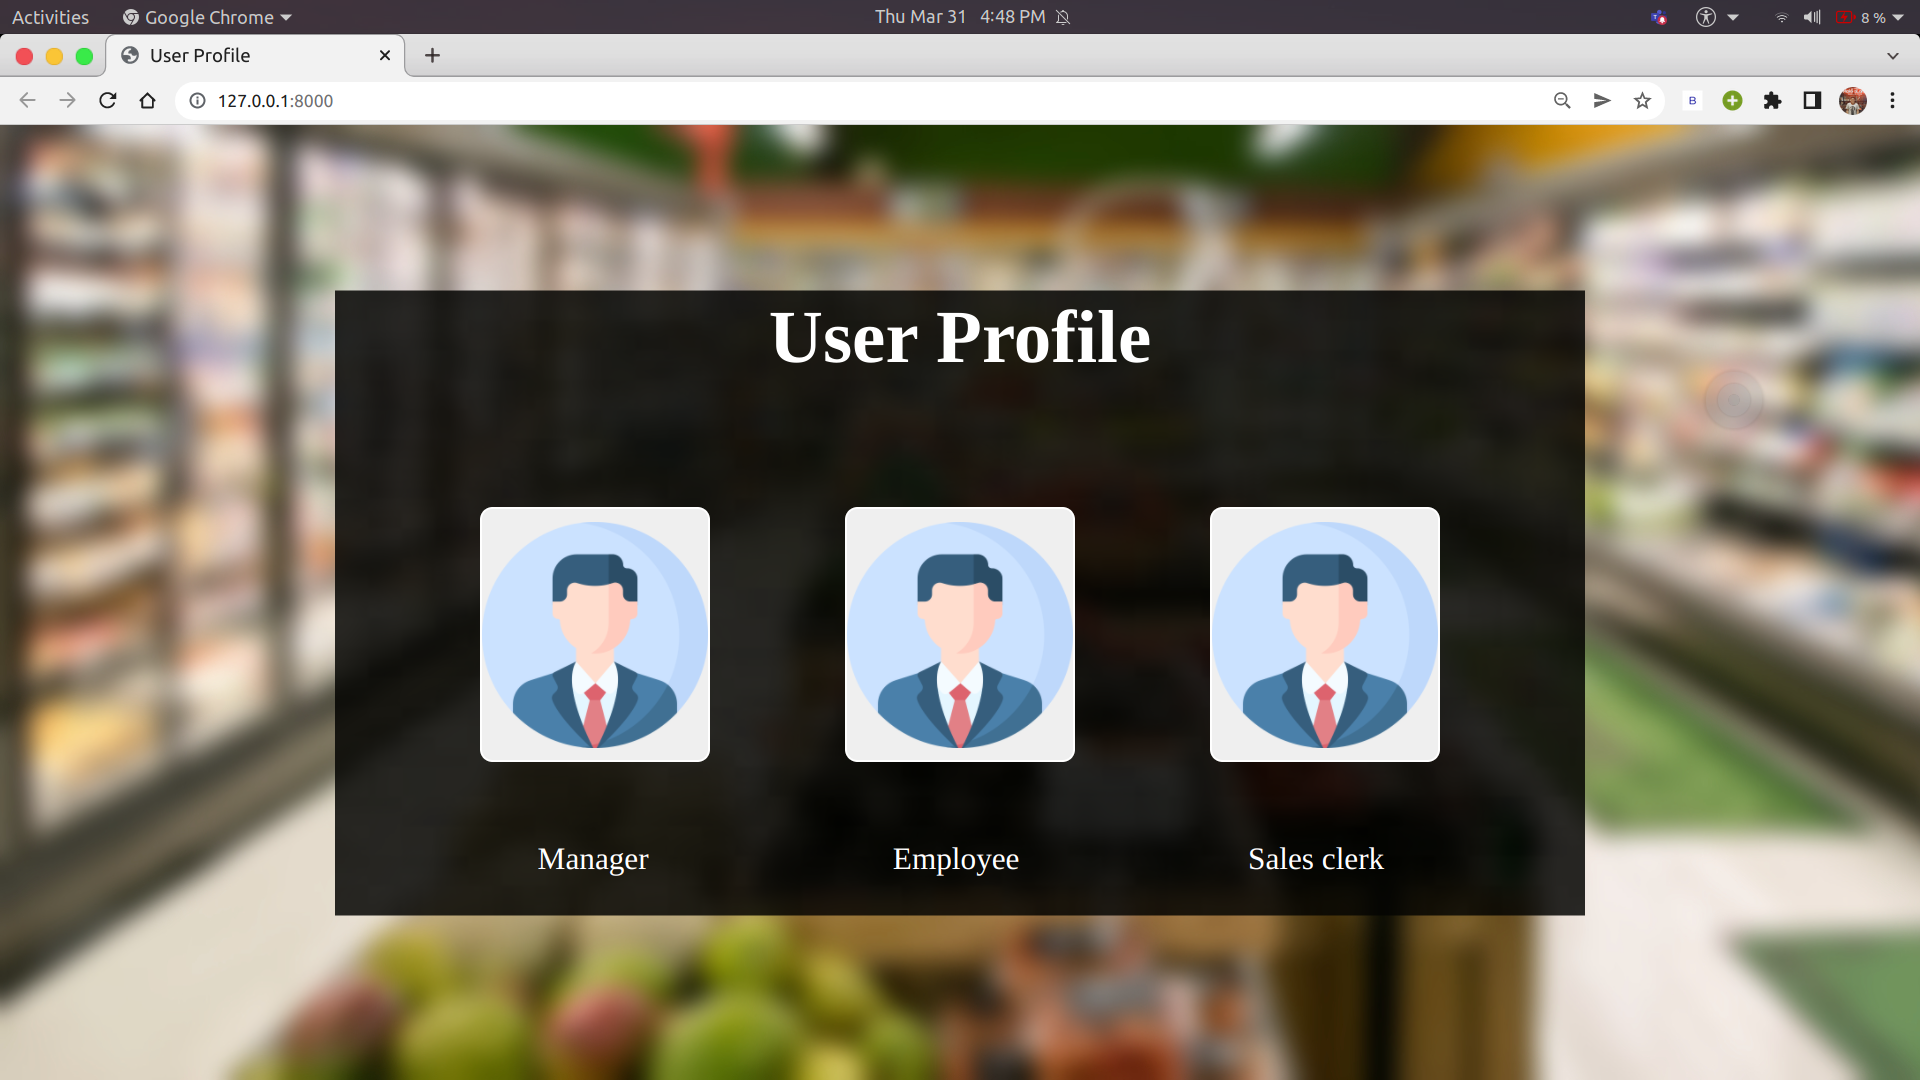 Activities
Google Chrome
Thu Mar 31 4:48 PM
8 %
User Profile
127.0.0.1:8000
B
User Profile
Manager
Employee
Sales clerk